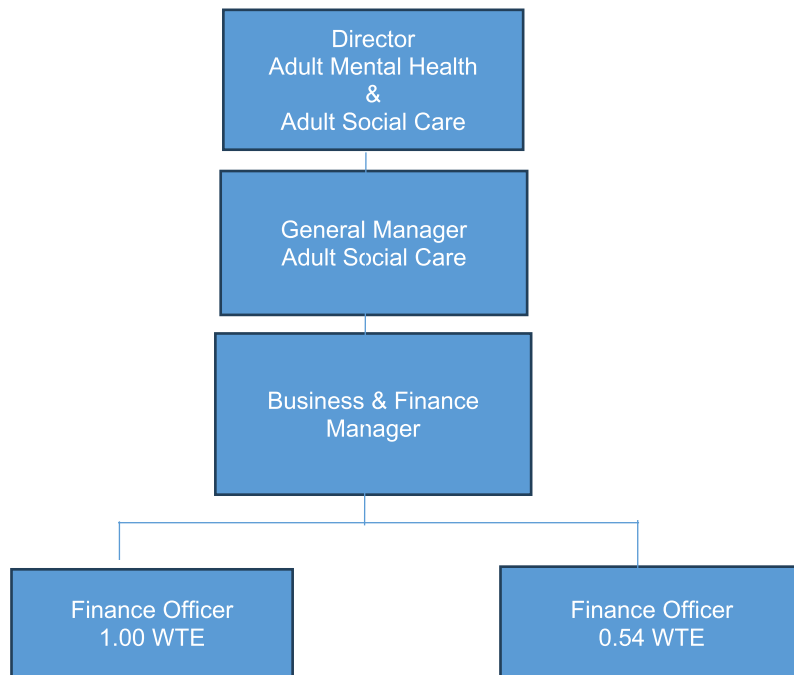 Director
Adult Mental Health
&
Adult Social Care
General Manager
Adult Social Care
Business & Finance
Manager
Finance Officer
1.00 WTE
Finance Officer
0.54 WTE